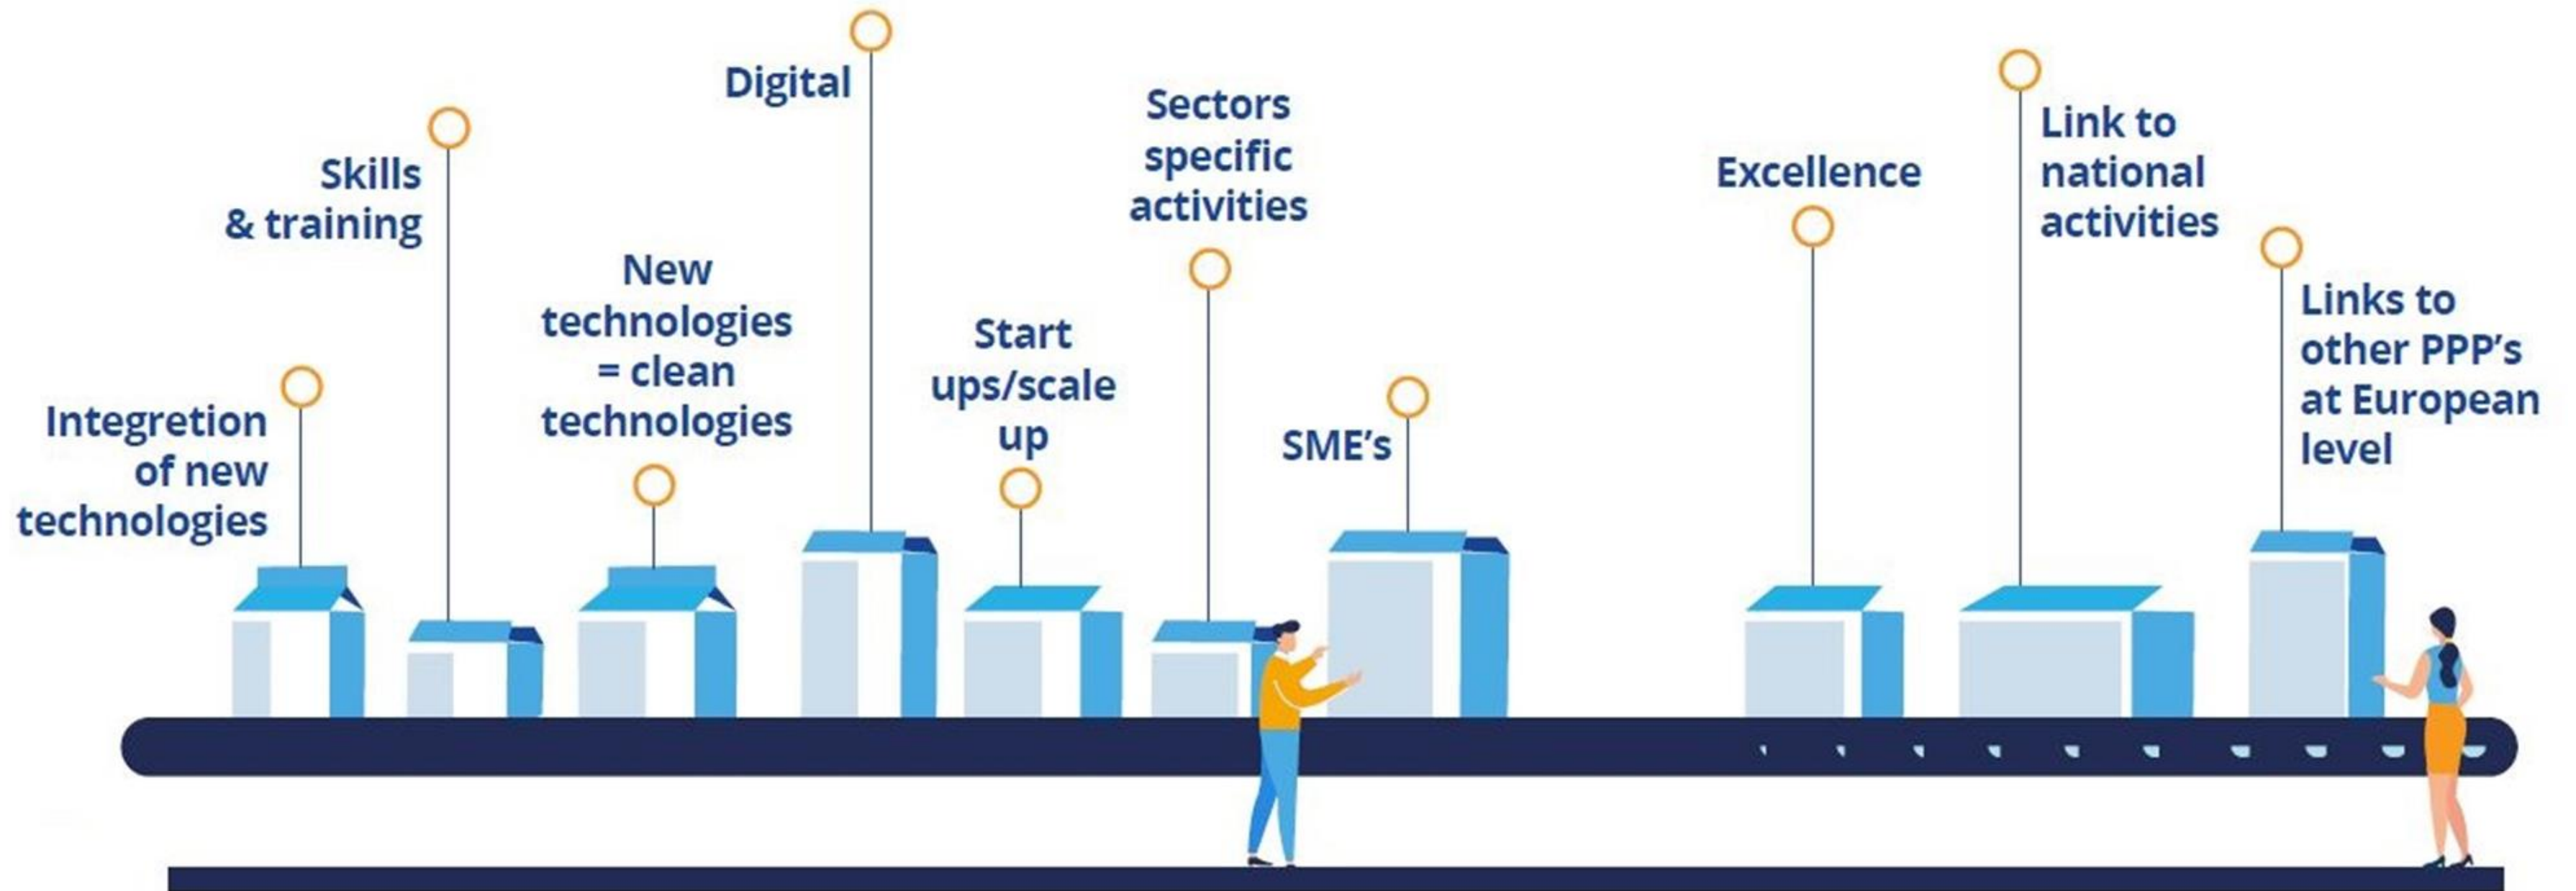 Integretion
of new
technologies
Skills
& training
New
technologies
= clean
technologies
Digital
Start
ups/scale
up
Sectors
specific
activities
SME’s
Excellence
Link to
national
activities
Links to
other PPP’s
at European
level